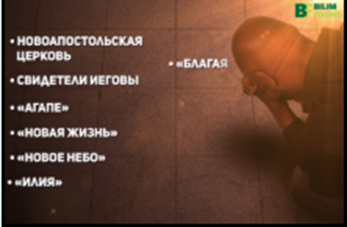 BILIM
• НОВОАПОСТОЛЬСКАЯ
ЦЕРКОВЬ
• СВИДЕТЕЛИ ИЕГОВЫ
• «АГАПЕ»
• «НОВАЯ ЖИЗНЬ»
• «НОВОЕ НЕБО»
• «ИЛИЯ»
• «БЛАГАЯ